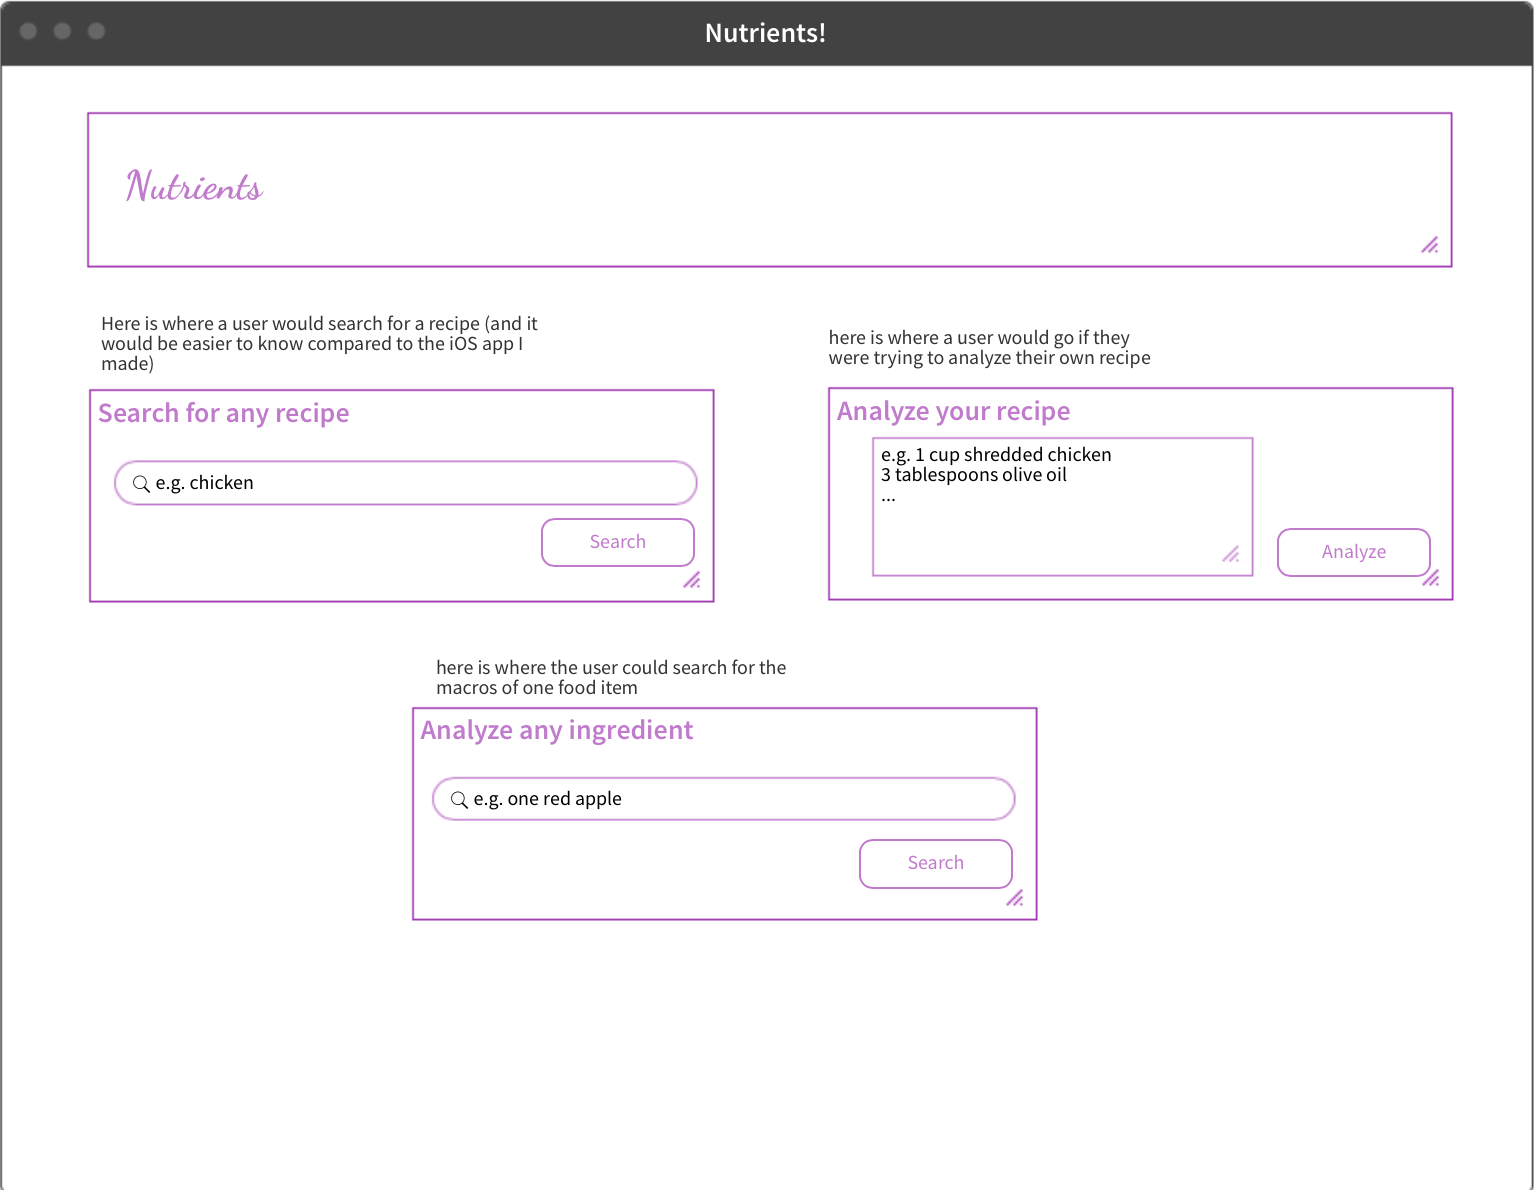 Nutrients!
Nutrients
Here is where a user would search for a recipe (and it
would be easier to know compared to the iOS app I
made)
Search for any recipe
e.g. chicken
Search
here is where a user would go if they
were trying to analyze their own recipe
Analyze your recipe
e.g. 1 cup shredded chicken
3 tablespoons olive oil
...
Analyze
here is where the user could search for the
macros of one food item
Analyze any ingredient
e.g. one red apple
Search